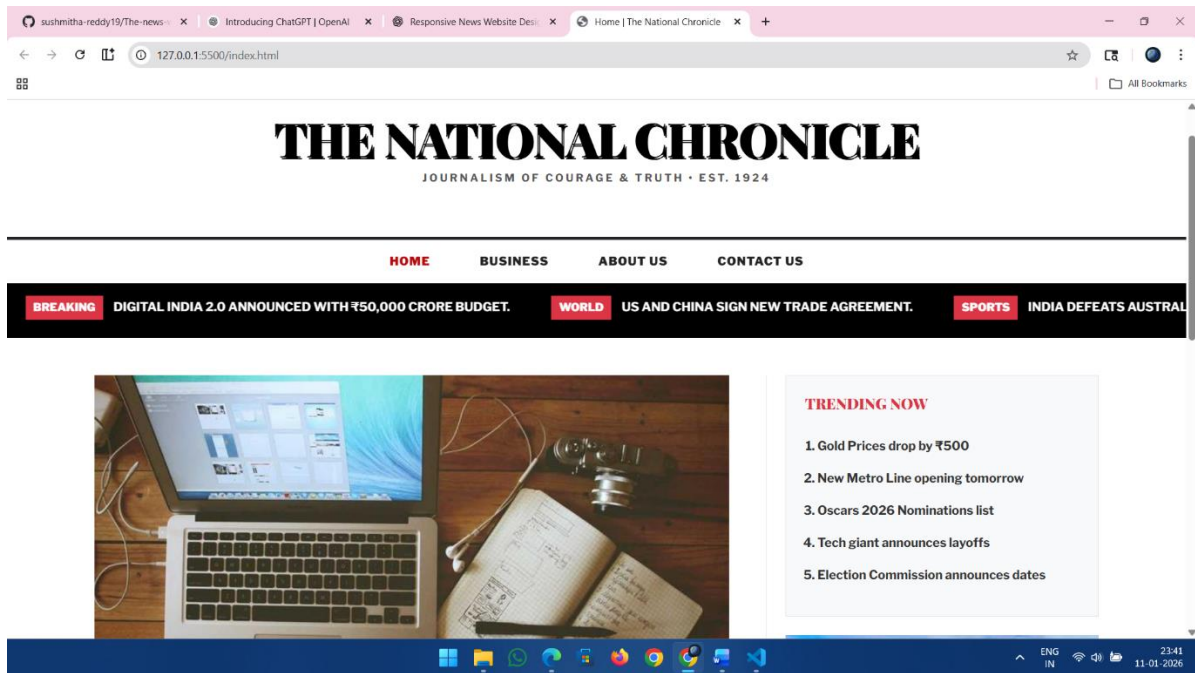 sushmitha-reddy19/The-news-
Introducing ChatGPT | OpenAI
Responsive News Website Desi
Home | The National Chronicle
127.0.0.1:5500/index.html
All Bookmarks
THE NATIONAL CHRONICLE
JOURNALISM OF COURAGE & TRUTH • EST. 1924
HOME BUSINESS ABOUT US CONTACT US
BREAKING DIGITAL INDIA 2.0 ANNOUNCED WITH ₹50,000 CRORE BUDGET. WORLD US AND CHINA SIGN NEW TRADE AGREEMENT. SPORTS INDIA DEFEATS AUSTRAL
TRENDING NOW
1. Gold Prices drop by ₹500
2. New Metro Line opening tomorrow
3. Oscars 2026 Nominations list
4. Tech giant announces layoffs
5. Election Commission announces dates
ENG
IN
23:41
11-01-2026